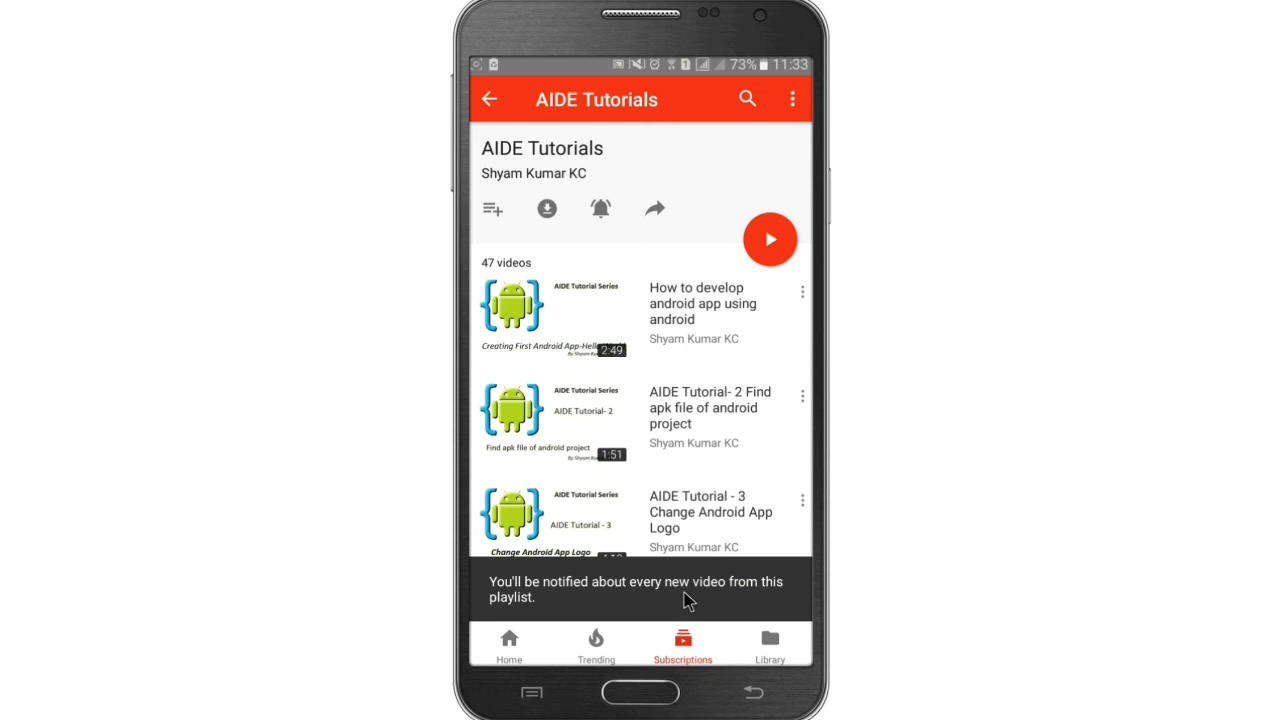 73% 11:33
AIDE Tutorials
AIDE Tutorials
Shyam Kumar KC
47 videos
AIDE Tutorial Series
Creating First Android App-Hell
2:49
How to develop
android app using
android
Shyam Kumar KC
AIDE Tutorial Series
AIDE Tutorial- 2
Find apk file of android project
By Shyam
1:51
AIDE Tutorial- 2 Find
apk file of android
project
Shyam Kumar KC
AIDE Tutorial Series
AIDE Tutorial - 3
Change Android App Logo
AIDE Tutorial - 3
Change Android App
Logo
Shyam Kumar KC
You'll be notified about every new video from this
playlist.
Home
Trending
Subscriptions
Library